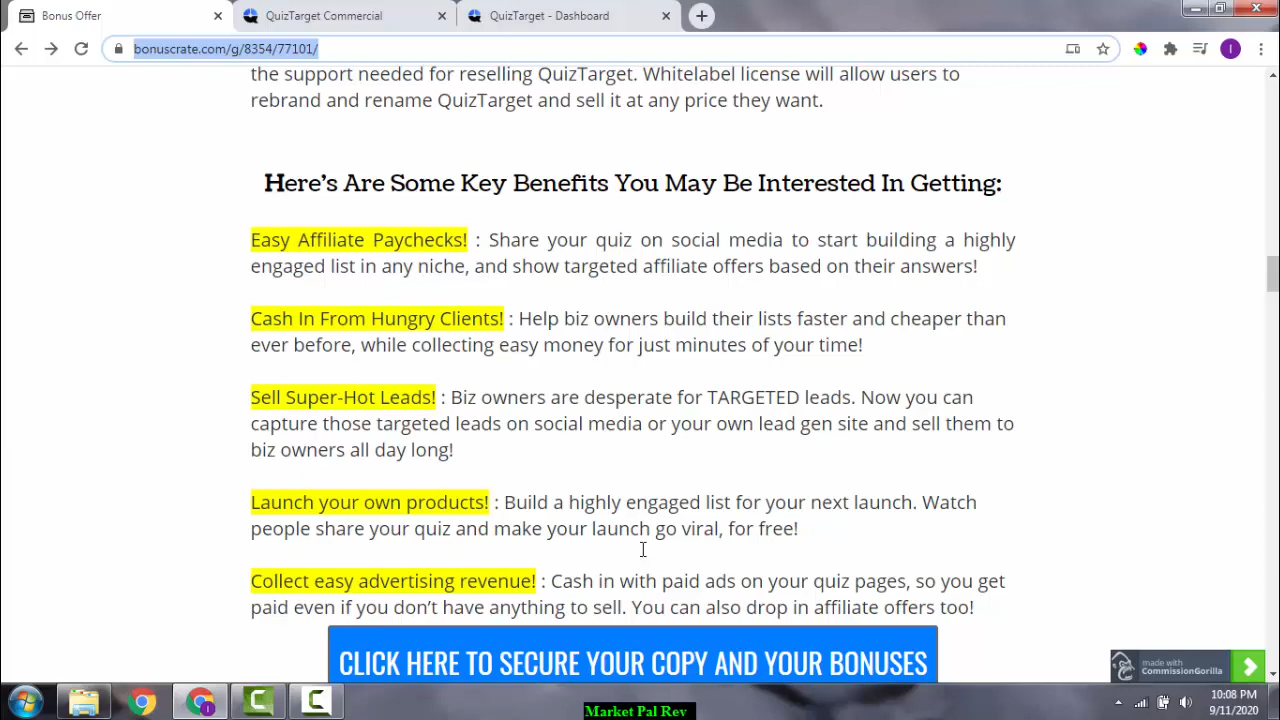 Bonus Offer
QuizTarget Commercial
QuizTarget - Dashboard
bonuscrate.com/g/8354/77101/
the support needed for reselling QuizTarget. Whitelabel license will allow users to
rebrand and rename QuizTarget and sell it at any price they want.
Here's Are Some Key Benefits You May Be Interested In Getting:
Easy Affiliate Paychecks! : Share your quiz on social media to start building a highly
engaged list in any niche, and show targeted affiliate offers based on their answers!
Cash In From Hungry Clients! : Help biz owners build their lists faster and cheaper than
ever before, while collecting easy money for just minutes of your time!
Sell Super-Hot Leads! : Biz owners are desperate for TARGETED leads. Now you can
capture those targeted leads on social media or your own lead gen site and sell them to
biz owners all day long!
Launch your own products! : Build a highly engaged list for your next launch. Watch
people share your quiz and make your launch go viral, for free!
Collect easy advertising revenue! : Cash in with paid ads on your quiz pages, so you get
paid even if you don't have anything to sell. You can also drop in affiliate offers too!
CLICK HERE TO SECURE YOUR COPY AND YOUR BONUSES
made with
CommissionGorilla
10:08 PM
9/11/2020
Market Pal Rev